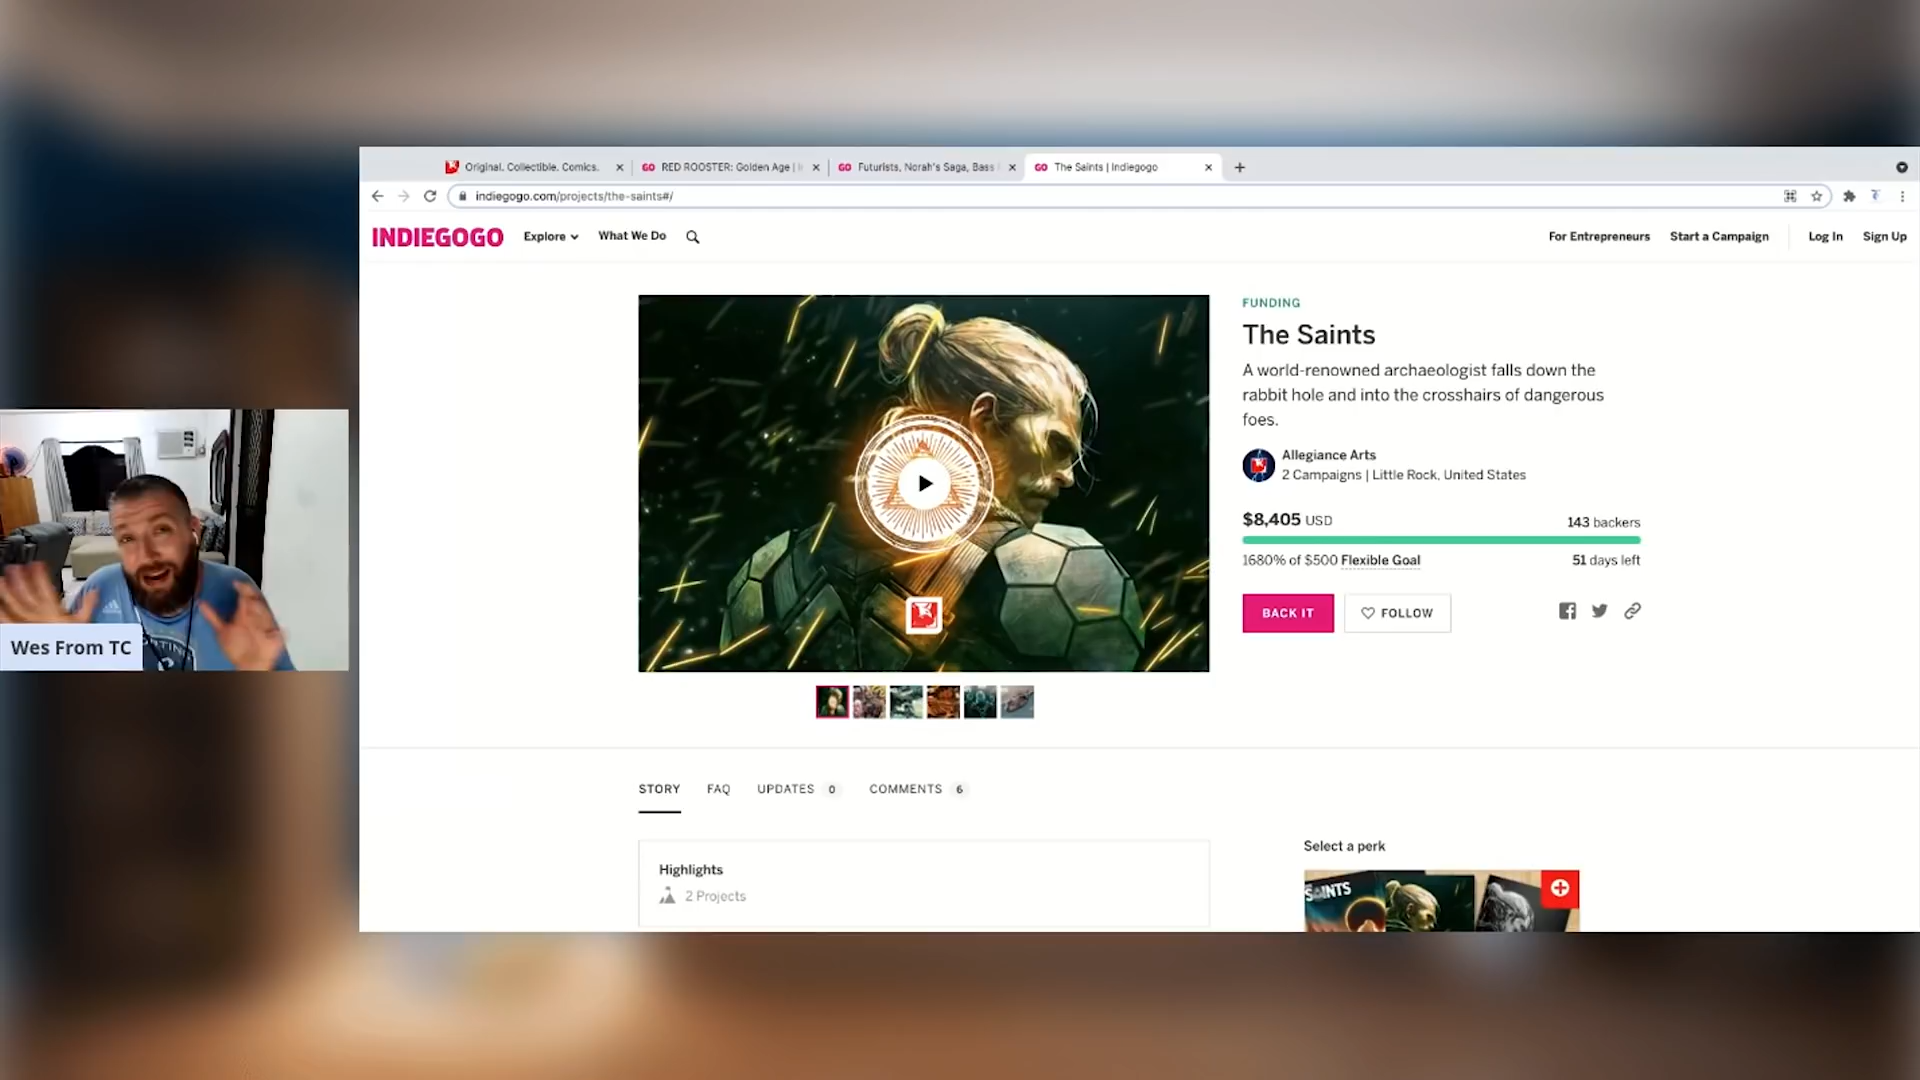 Original. Collectible. Comics.
GO RED ROOSTER: Golden Age |
GO Futurists, Norah's Saga, Bass
GO The Saints | Indiegogo
indiegogo.com/projects/the-saints#/
INDIEGOGO
Explore
What We Do
For Entrepreneurs
Start a Campaign
Log In
Sign Up
FUNDING
The Saints
A world-renowned archaeologist falls down the
rabbit hole and into the crosshairs of dangerous
foes.
Allegiance Arts
2 Campaigns | Little Rock, United States
$8,405 USD
143 backers
1680% of $500 Flexible Goal
51 days left
BACK IT
FOLLOW
Wes From TC
STORY
FAQ
UPDATES 0
COMMENTS 6
Highlights
2 Projects
Select a perk
SAINTS